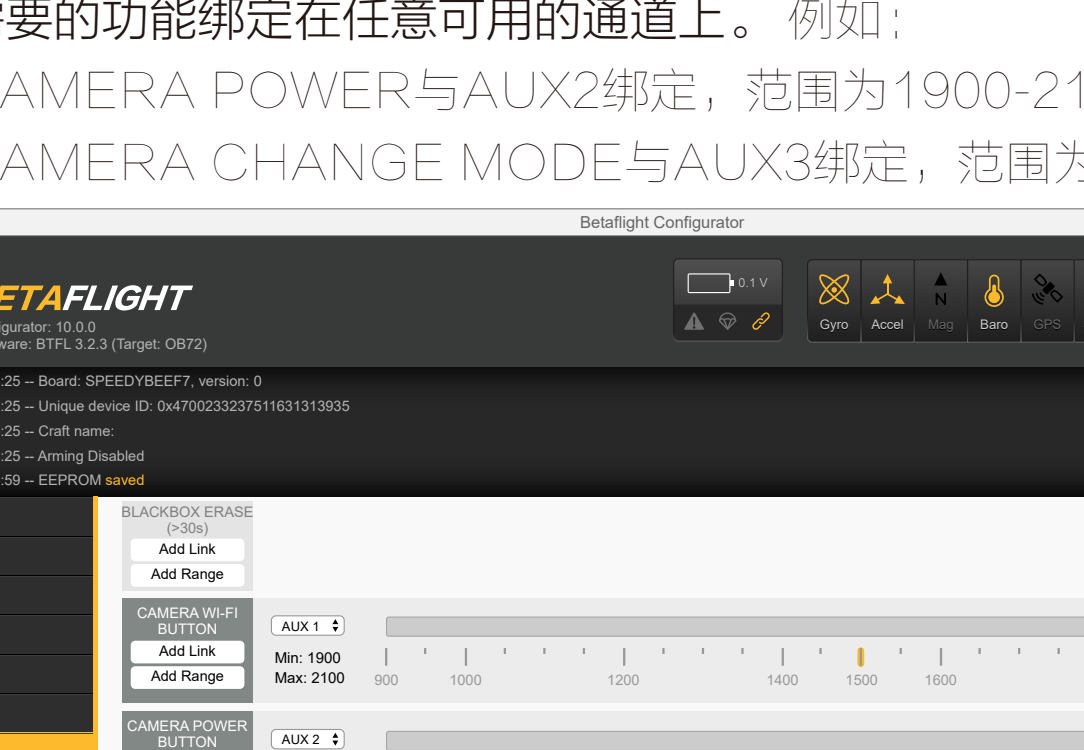 需要的功能绑定在任意可用的通道上。例如：
AMERA POWER与AUX2绑定，范围为1900-21
AMERA CHANGE MODE与AUX3绑定，范围为
Betaflight Configurator
ETAFLIGHT
igurator: 10.0.0
ware: BTFL 3.2.3 (Target: OB72)
0.1 V
Gyro Accel Mag Baro GPS
N
:25 -- Board: SPEEDYBEEF7, version: 0
:25 -- Unique device ID: 0x4700233237511631313935
:25 -- Craft name:
:25 -- Arming Disabled
:59 -- EEPROM saved
BLACKBOX ERASE
(>30s)
Add Link
Add Range
CAMERA WI-FI
BUTTON
Add Link
Add Range
AUX 1
Min: 1900
Max: 2100
900 1000 1200 1400 1500 1600
CAMERA POWER
BUTTON
AUX 2